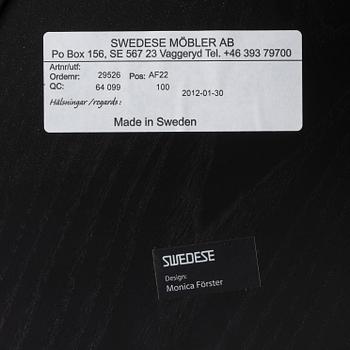 SWEDESE MÖBLER AB
Po Box 156, SE 567 23 Vaggeryd Tel. +46 393 79700
Artnr/utf:
Ordernr: 29526 Pos: AF22
QC: 64 099 100 2012-01-30
Hälsningar / regards:
Made in Sweden
SWEDESE
Design:
Monica Förster